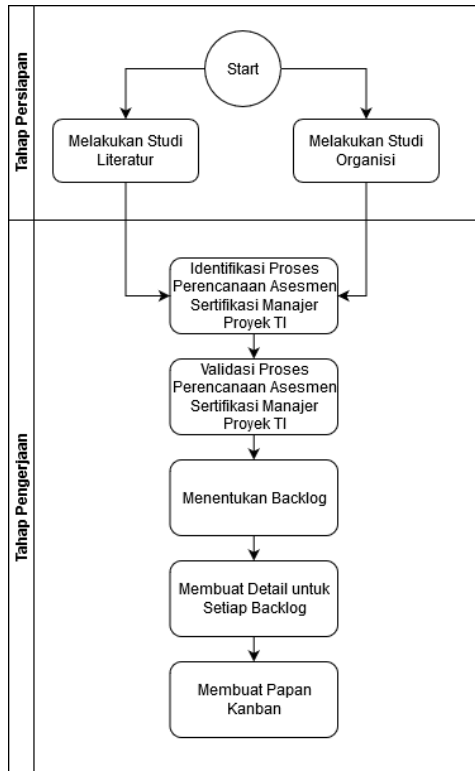 Tahap Persiapan
Start
Melakukan Studi
Literatur
Melakukan Studi
Organisi
Tahap Pengerjaan
Identifikasi Proses
Perencanaan Asesmen
Sertifikasi Manajer
Proyek TI
Validasi Proses
Perencanaan Asesmen
Sertifikasi Manajer
Proyek TI
Menentukan Backlog
Membuat Detail untuk
Setiap Backlog
Membuat Papan
Kanban